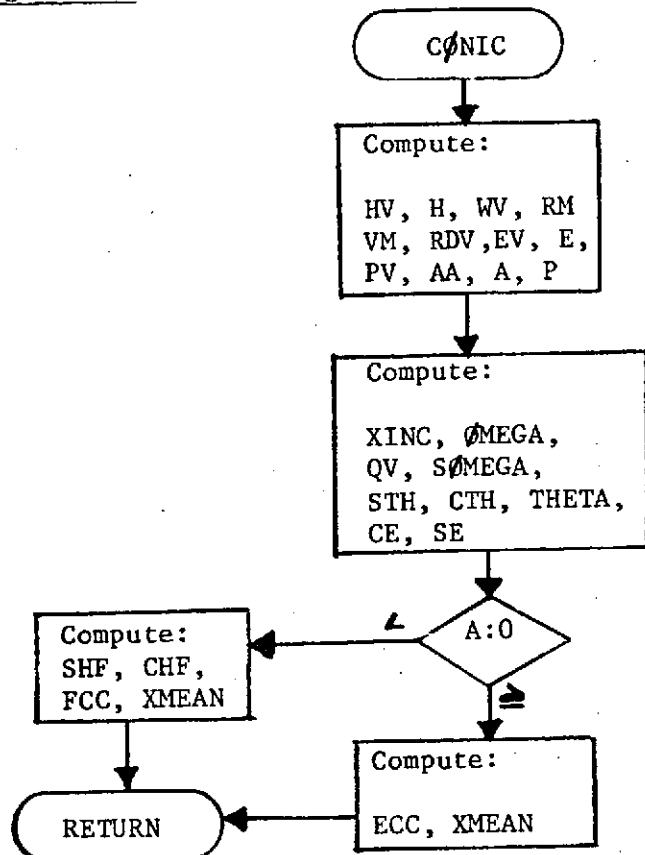 CØNIC
Compute:
HV, H, WV, RM
VM, RDV,EV, E,
PV, AA, A, P
Compute:
XINC, ØMEGA,
QV, SØMEGA,
STH, CTH, THETA,
CE, SE
A:0
<
≥
Compute:
SHF, CHF,
FCC, XMEAN
Compute:
ECC, XMEAN
RETURN